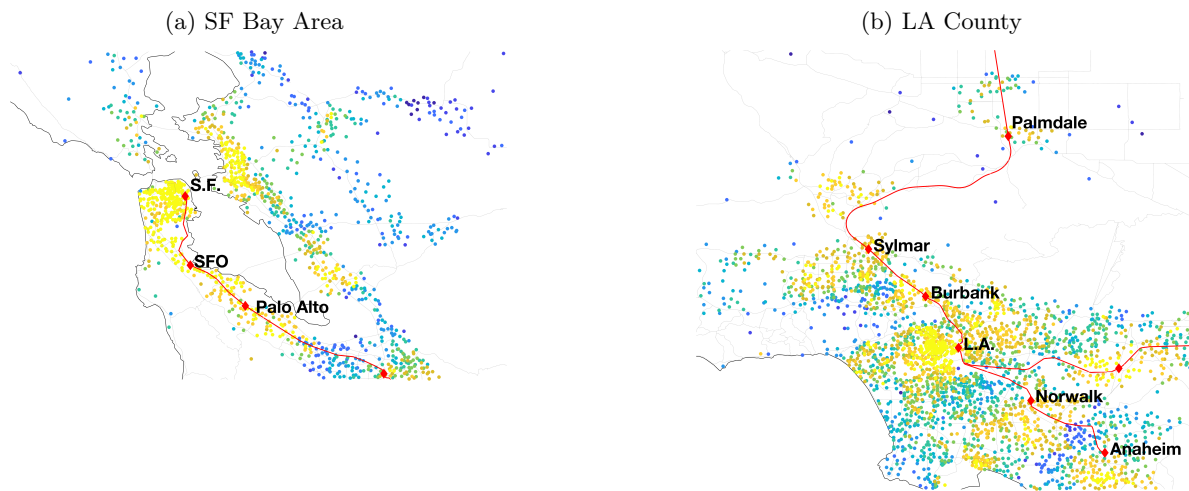 (a) SF Bay Area
(b) LA County
S.F.
SFO
Palo Alto
Palmdale
Sylmar
Burbank
L.A.
Norwalk
Anaheim